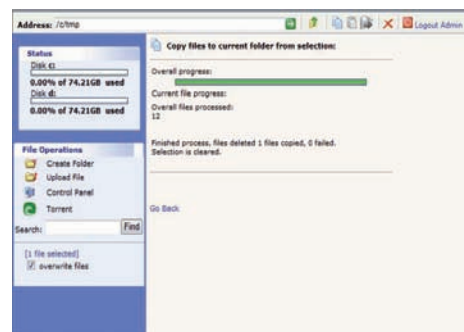 Address: /c/tmp
Logout Admin
Status
Disk c:
0.00% of 74.21GB used
Disk d:
0.00% of 74.21GB used
File Operations
Create Folder
Upload File
Control Panel
Torrent
Search:
Find
[1 file selected]
overwrite files
Copy files to current folder from selection:
Overall progress:
Current file progress:
Overall files processed:
12
Finished process, files deleted 1 files copied, 0 failed.
Selection is cleared.
Go Back